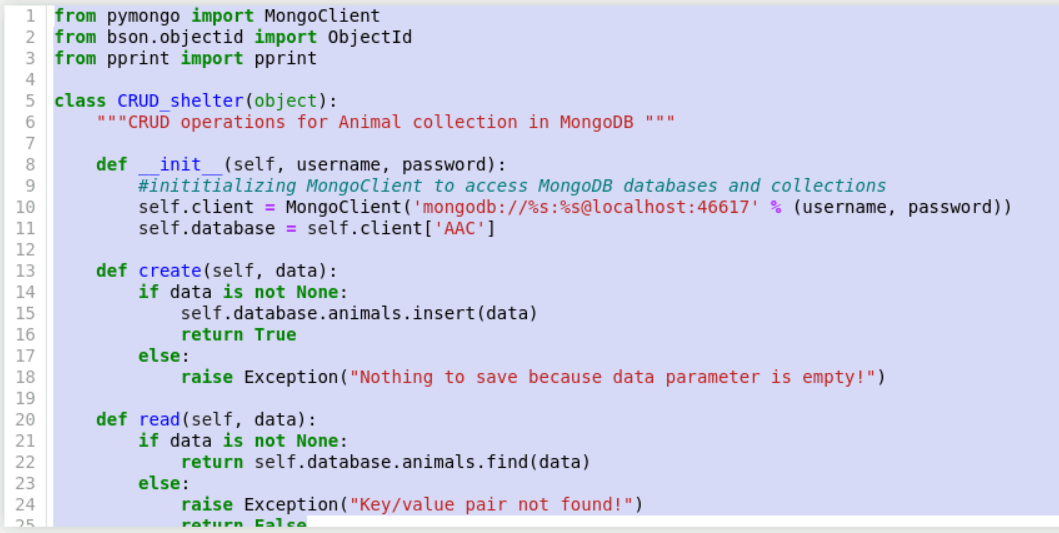 1 from pymongo import MongoClient
2 from bson.objectid import ObjectId
3 from pprint import pprint
4
5 class CRUD_shelter(object):
6     """CRUD operations for Animal collection in MongoDB """
7
8     def __init__(self, username, password):
9         #inititializing MongoClient to access MongoDB databases and collections
10         self.client = MongoClient('mongodb://%s:%s@localhost:46617' % (username, password))
11         self.database = self.client['AAC']
12
13     def create(self, data):
14         if data is not None:
15             self.database.animals.insert(data)
16             return True
17         else:
18             raise Exception("Nothing to save because data parameter is empty!")
19
20     def read(self, data):
21         if data is not None:
22             return self.database.animals.find(data)
23         else:
24             raise Exception("Key/value pair not found!")
25             return False